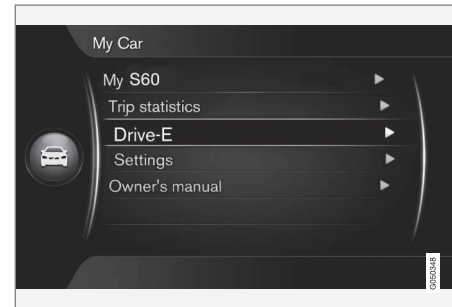 My Car
My S60
Trip statistics
Drive-E
Settings
Owner's manual
G050348